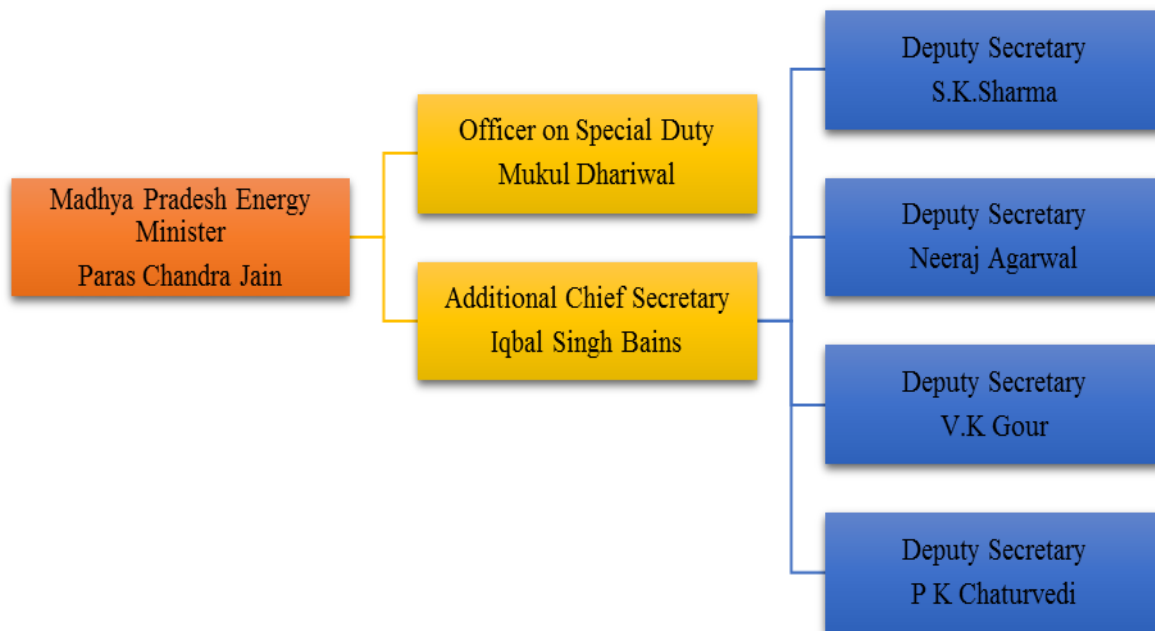 Madhya Pradesh Energy
Minister
Paras Chandra Jain
Officer on Special Duty
Mukul Dhariwal
Additional Chief Secretary
Iqbal Singh Bains
Deputy Secretary
S.K.Sharma
Deputy Secretary
Neeraj Agarwal
Deputy Secretary
V.K Gour
Deputy Secretary
P K Chaturvedi